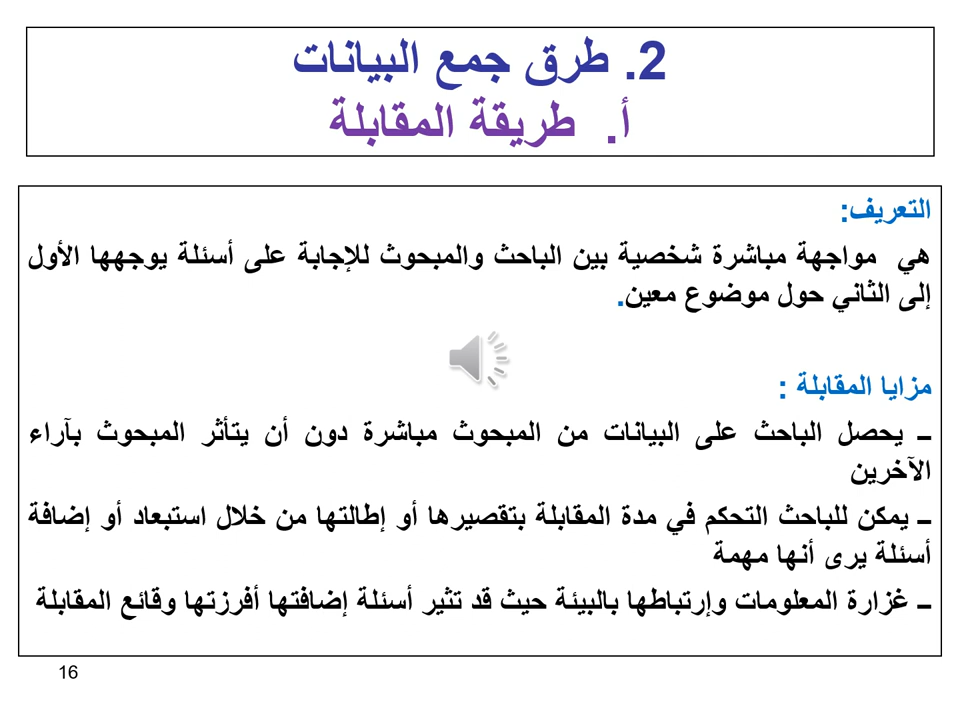 2. طرق جمع البيانات
أ. طريقة المقابلة
التعريف:
هي مواجهة مباشرة شخصية بين الباحث والمبحوث للإجابة على أسئلة يوجهها الأول
إلى الثاني حول موضوع معين.
مزايا المقابلة :
ــ يحصل الباحث على البيانات من المبحوث مباشرة دون أن يتأثر المبحوث بآراء
الآخرين
ــ يمكن للباحث التحكم في مدة المقابلة بتقصيرها أو إطالتها من خلال استبعاد أو إضافة
أسئلة يرى أنها مهمة
ــ غزارة المعلومات وإرتباطها بالبيئة حيث قد تثير أسئلة إضافتها أفرزتها وقائع المقابلة
16